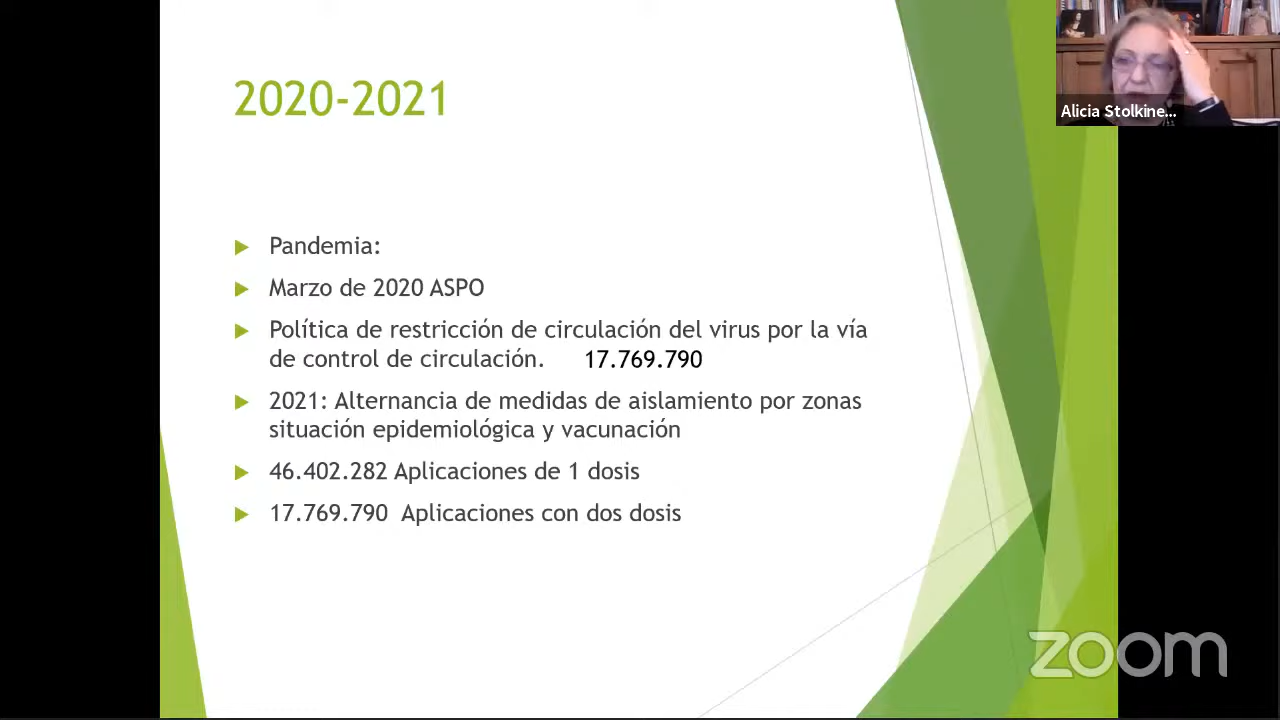 2020-2021
Alicia Stolkine...
Pandemia:
Marzo de 2020 ASPO
Política de restricción de circulación del virus por la vía
de control de circulación. 17.769.790
2021: Alternancia de medidas de aislamiento por zonas
situación epidemiológica y vacunación
46.402.282 Aplicaciones de 1 dosis
17.769.790 Aplicaciones con dos dosis
zoom